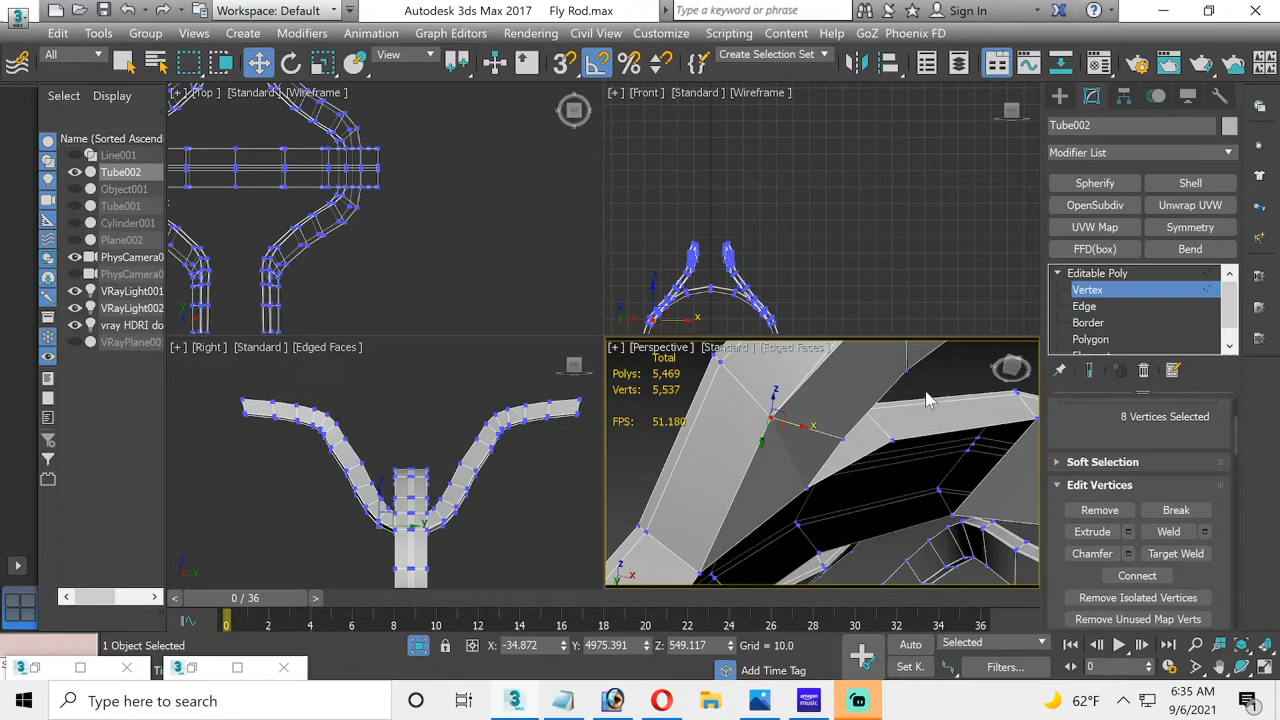 Workspace: Default
Autodesk 3ds Max 2017 Fly Rod.max
Type a keyword or phrase
Sign In
Edit Tools Group Views Create Modifiers Animation Graph Editors Rendering Civil View Customize Scripting Content Help GoZ Phoenix FD
All
View
Create Selection Set
Select Display
Name (Sorted Ascen
Line001
Tube002
Object001
Tube001
Cylinder001
Plane002
PhysCamera0
PhysCamera0
VRayLight001
VRayLight002
vray HDRI do
VRayPlane00
[+] [Top] [Standard] [Wireframe]
[+] [Front] [Standard] [Wireframe]
[+] [Right] [Standard] [Edged Faces]
[+] [Perspective] [Standard] [Edged Faces]
Total
Polys: 5,469
Verts: 5,537
FPS: 51.180
Tube002
Modifier List
Spherify Shell
OpenSubdiv Unwrap UVW
UV Map Symmetry
FFD(box) Bend
Editable Poly
Vertex
Edge
Border
Polygon
8 Vertices Selected
Soft Selection
Edit Vertices
Remove Break
Extrude Weld
Chamfer Target Weld
Connect
Remove Isolated Vertices
Remove Unused Map Verts
0 / 36
0 2 4 6 8 10 12 14 16 18 20 22 24 26 28 30 32 34 36
1 Object Selected
X: -34.872 Y: 4975.391 Z: 549.117 Grid = 10.0
Auto Selected
Add Time Tag
Set K. Filters...
0
Type here to search
amazon music
62°F
6:35 AM
9/6/2021